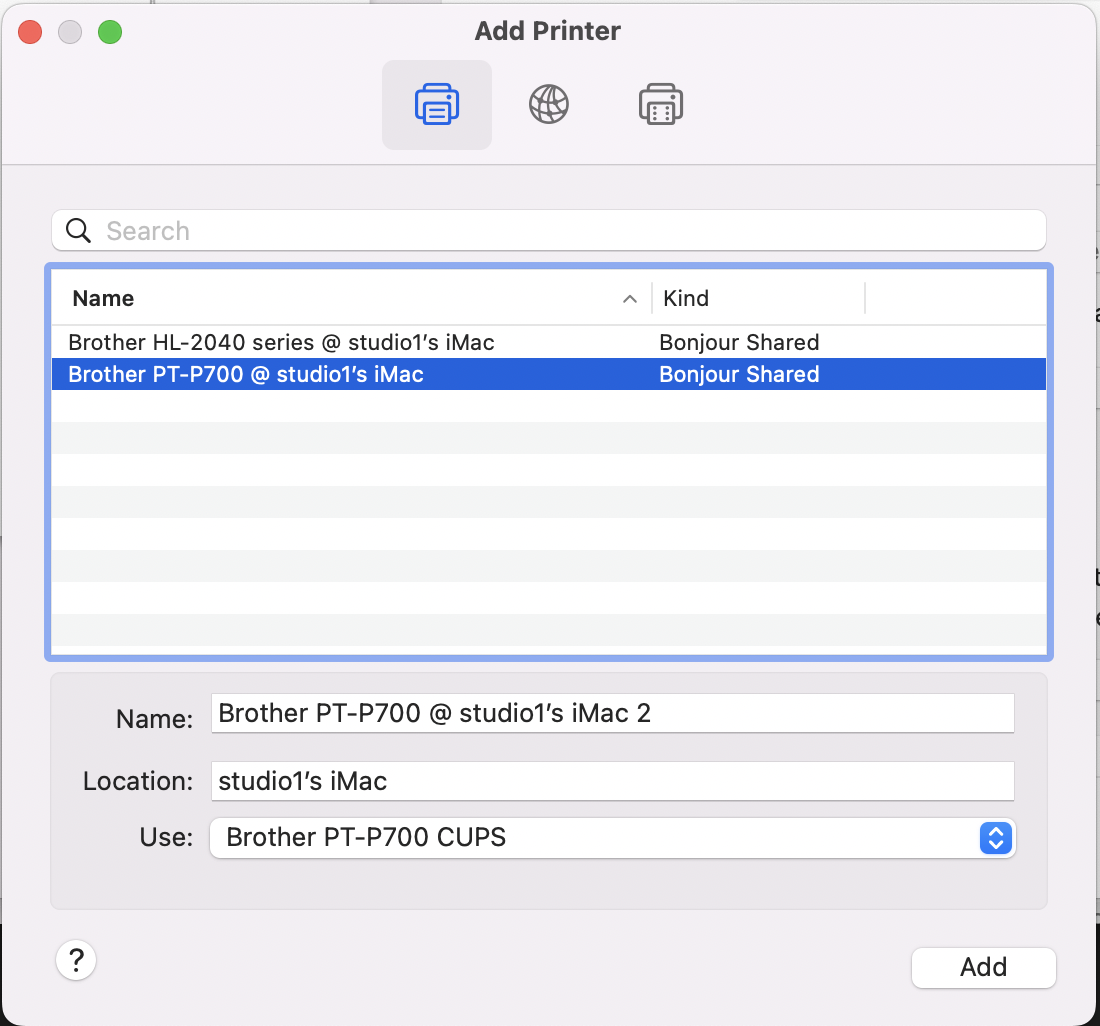 Add Printer
Search
Name Kind
Brother HL-2040 series @ studio1’s iMac Bonjour Shared
Brother PT-P700 @ studio1’s iMac Bonjour Shared
Name: Brother PT-P700 @ studio1’s iMac 2
Location: studio1’s iMac
Use: Brother PT-P700 CUPS
? Add